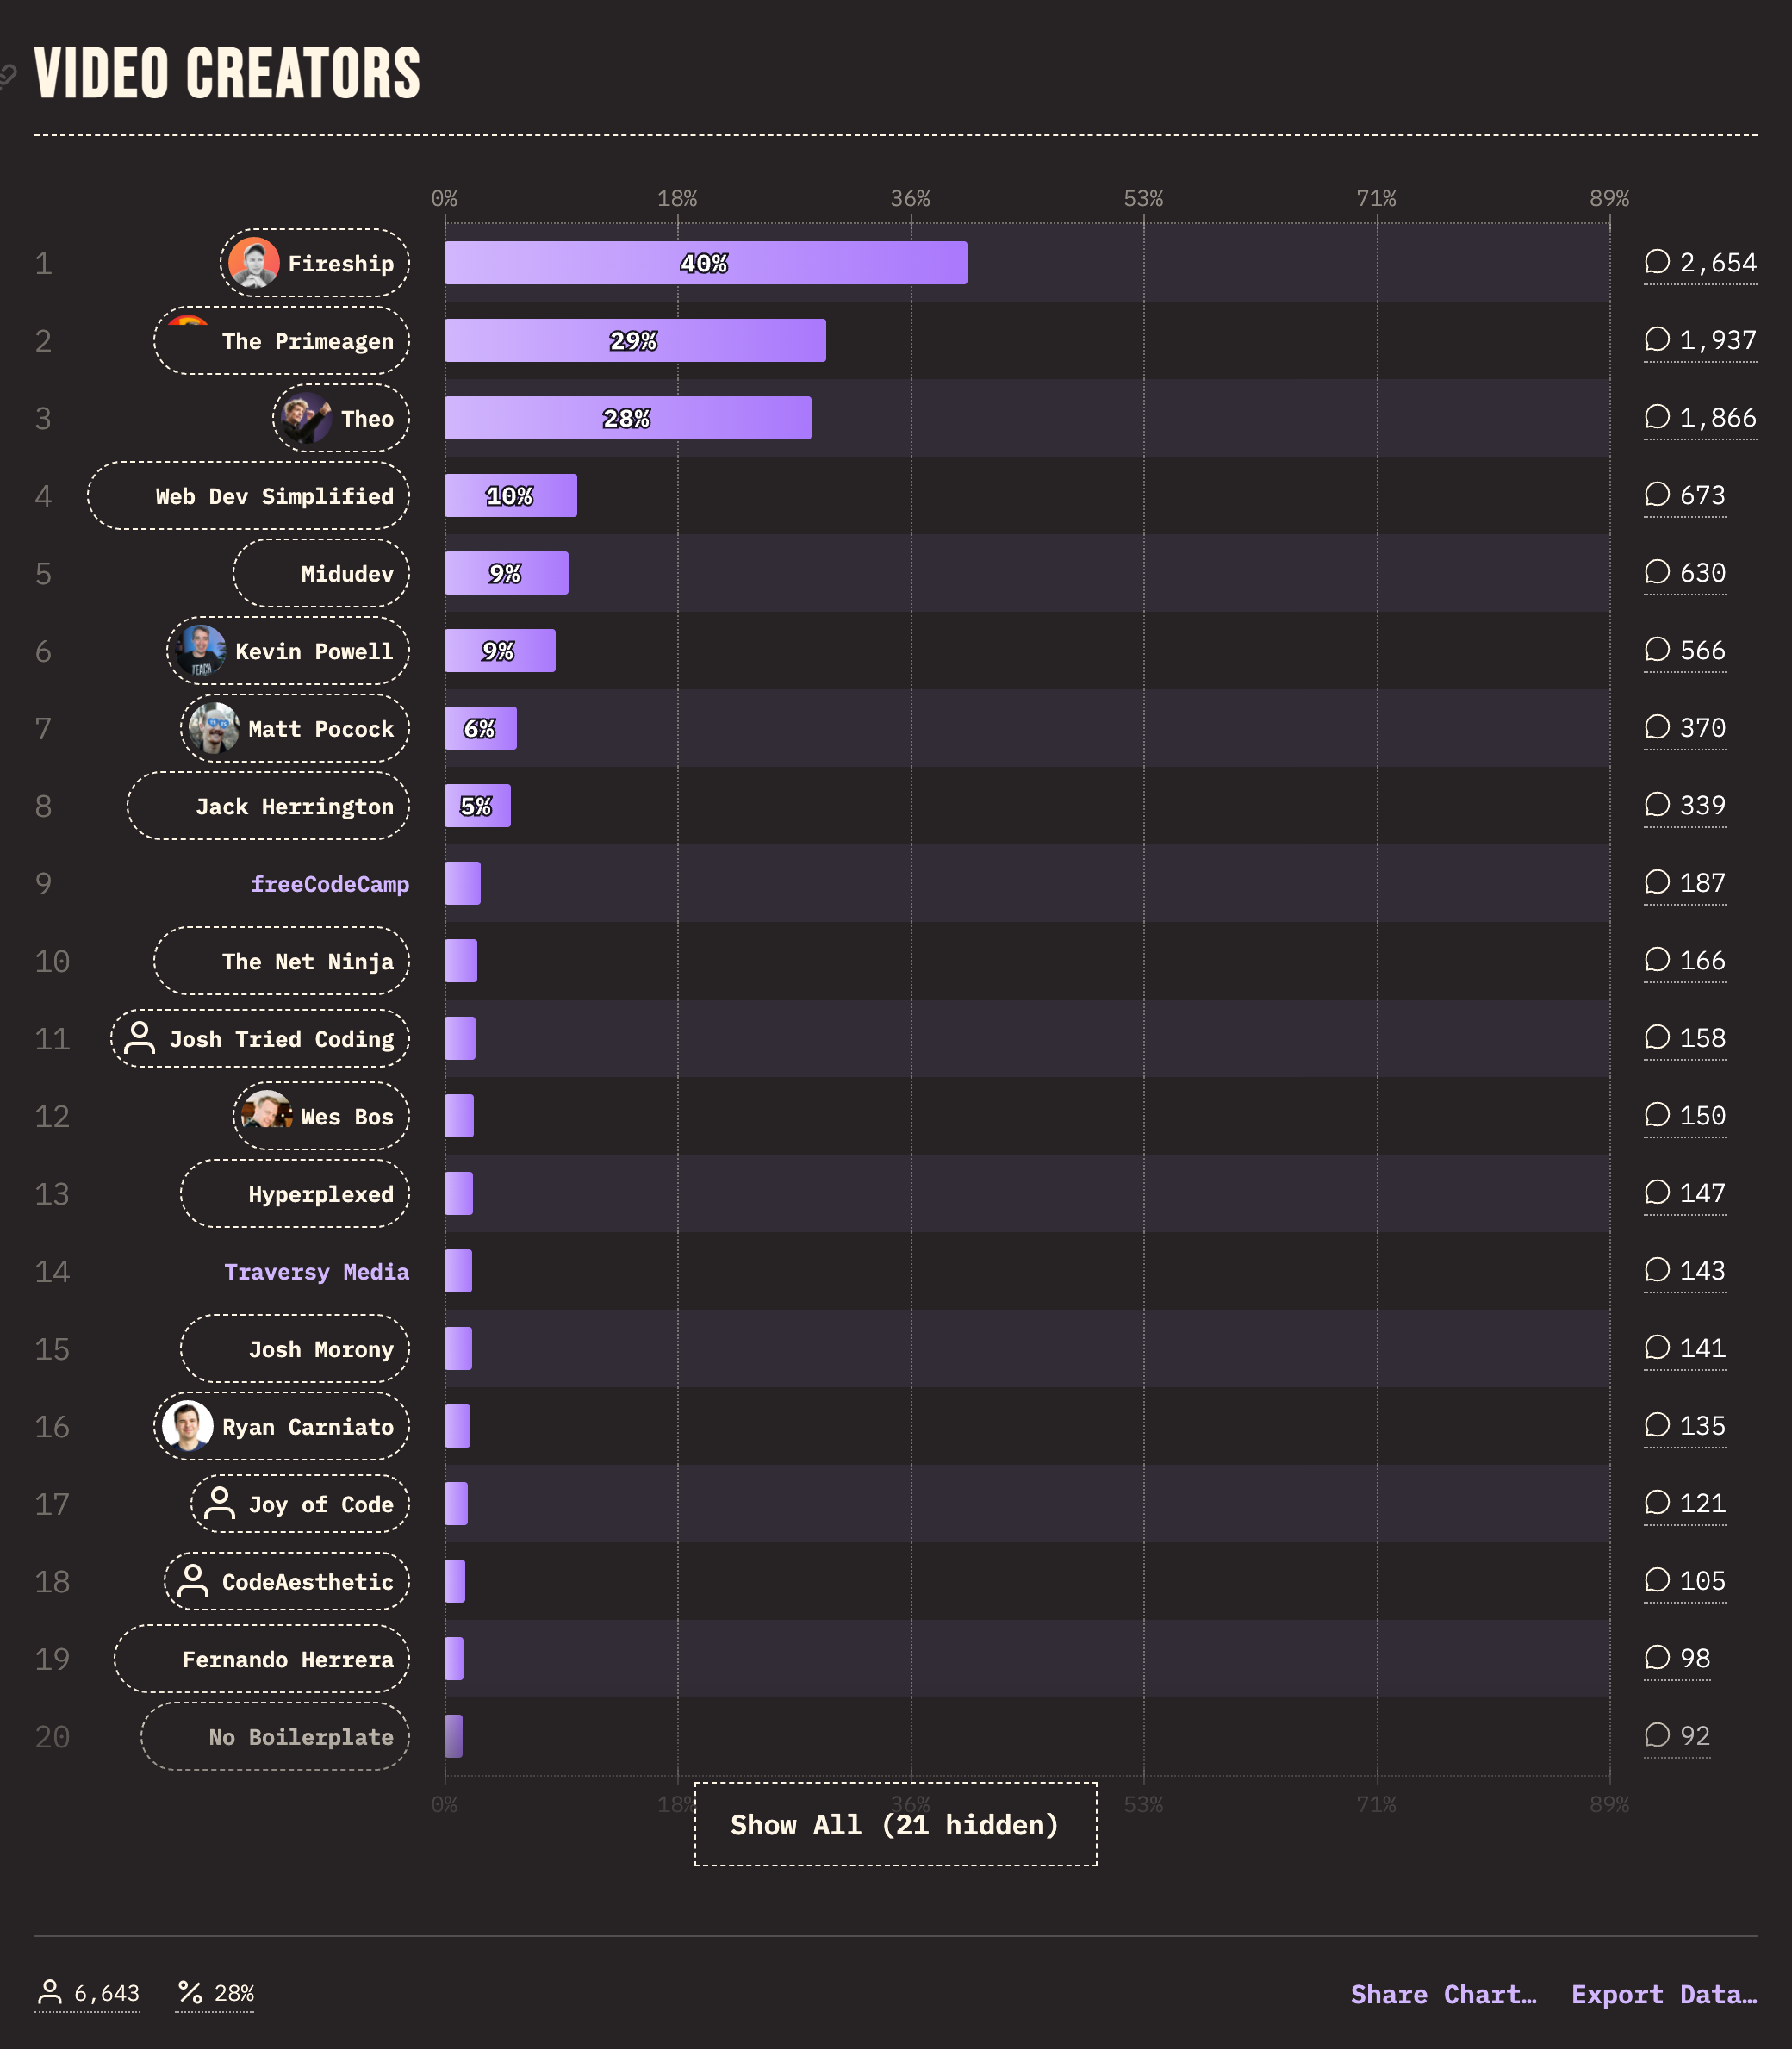 VIDEO CREATORS
0% 18% 36% 53% 71% 89%
1 Fireship 40% 2,654
2 The Primeagen 29% 1,937
3 Theo 28% 1,866
4 Web Dev Simplified 10% 673
5 Midudev 9% 630
6 Kevin Powell 9% 566
7 Matt Pocock 6% 370
8 Jack Herrington 5% 339
9 freeCodeCamp 187
10 The Net Ninja 166
11 Josh Tried Coding 158
12 Wes Bos 150
13 Hyperplexed 147
14 Traversy Media 143
15 Josh Morony 141
16 Ryan Carniato 135
17 Joy of Code 121
18 CodeAesthetic 105
19 Fernando Herrera 98
20 No Boilerplate 92
0% 18% 36% 53% 71% 89%
Show All (21 hidden)
6,643 28% Share Chart… Export Data…